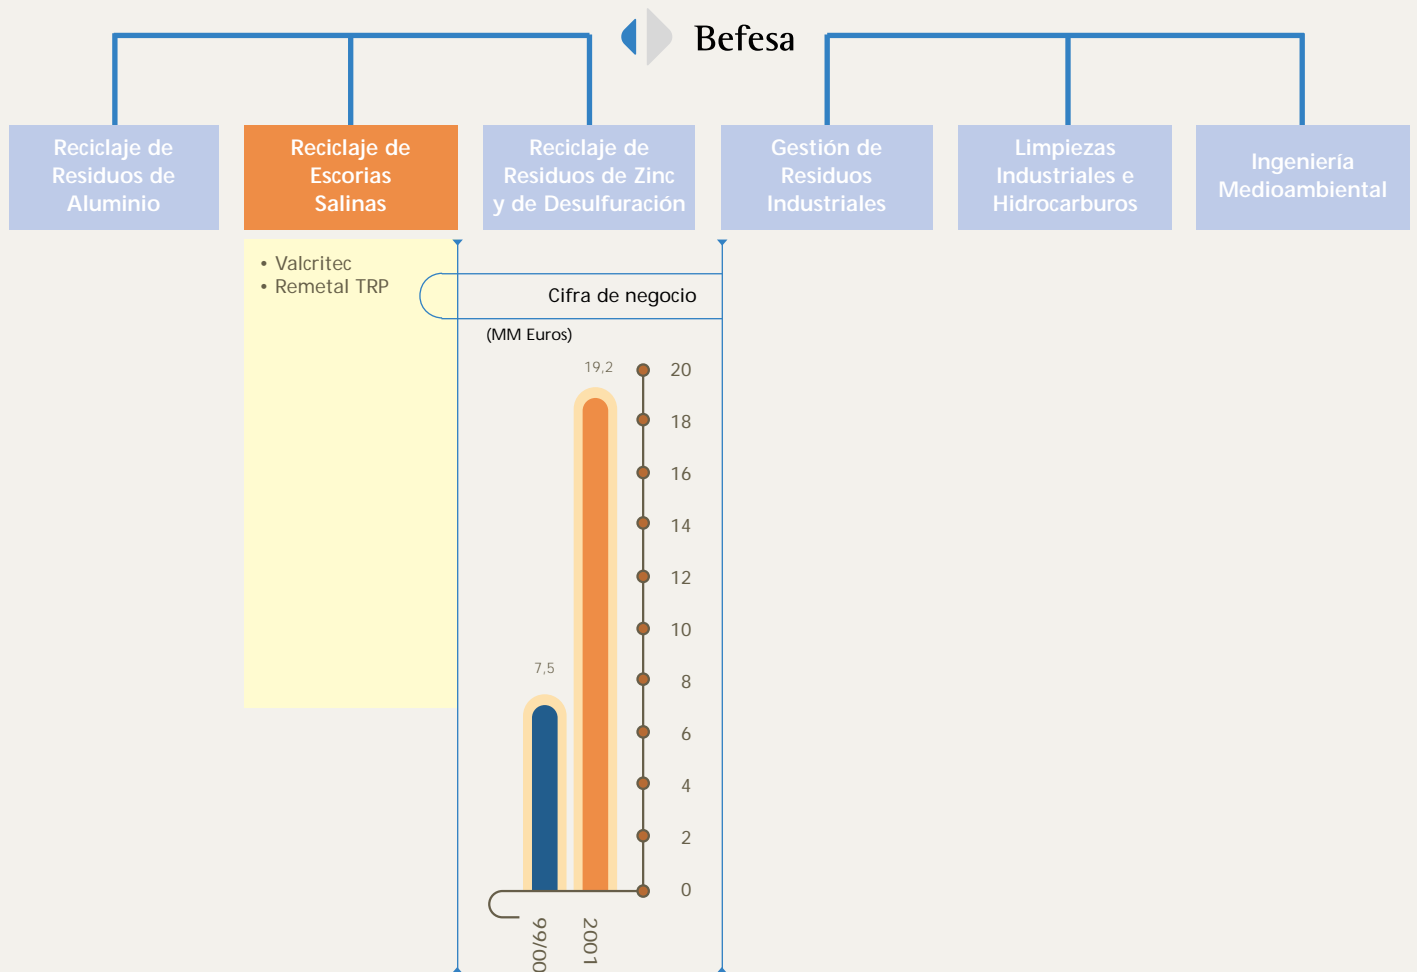 Befesa
Reciclaje de
Residuos de
Aluminio
Reciclaje de
Escorias
Salinas
Reciclaje de
Residuos de Zinc
y de Desulfuración
Gestión de
Residuos
Industriales
Limpiezas
Industriales e
Hidrocarburos
Ingeniería
Medioambiental
• Valcritec
• Remetal TRP
Cifra de negocio
(MM Euros)
19,2
7,5
20
18
16
14
12
10
8
6
4
2
0
99/00
2001